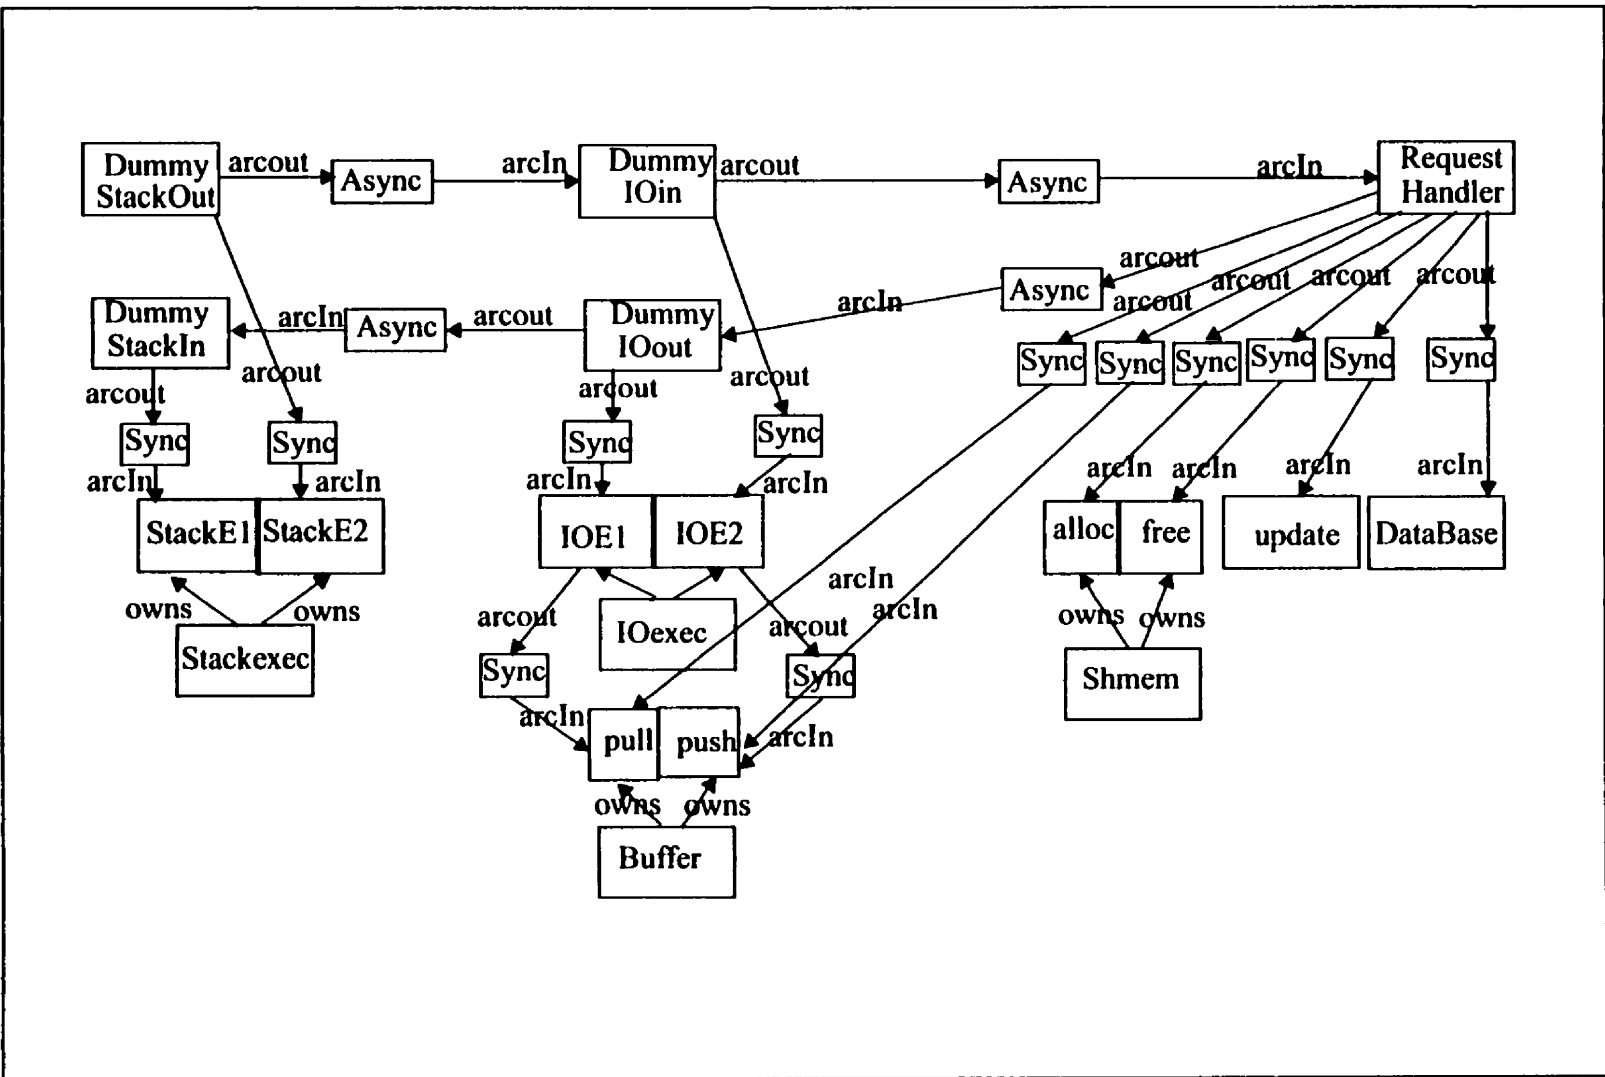 Dummy
StackOut
arcout
Async
arcIn
Dummy
IOin
arcout
Async
arcIn
Request
Handler
Dummy
StackIn
arcIn
Async
arcout
Dummy
IOout
arcIn
Async
arcout
arcout
arcout
arcout
arcout
arcout
arcout
arcout
arcout
Sync
Sync
Sync
Sync
Sync
Sync
Sync
Sync
Sync
Sync
arcIn
arcIn
arcIn
arcIn
arcIn
arcIn
arcIn
arcIn
StackE1
StackE2
IOE1
IOE2
alloc
free
update
DataBase
owns
owns
Stackexec
arcout
IOexec
arcout
arcIn
arcIn
owns
owns
Shmem
Sync
Sync
arcIn
pull
push
arcIn
owns
owns
Buffer